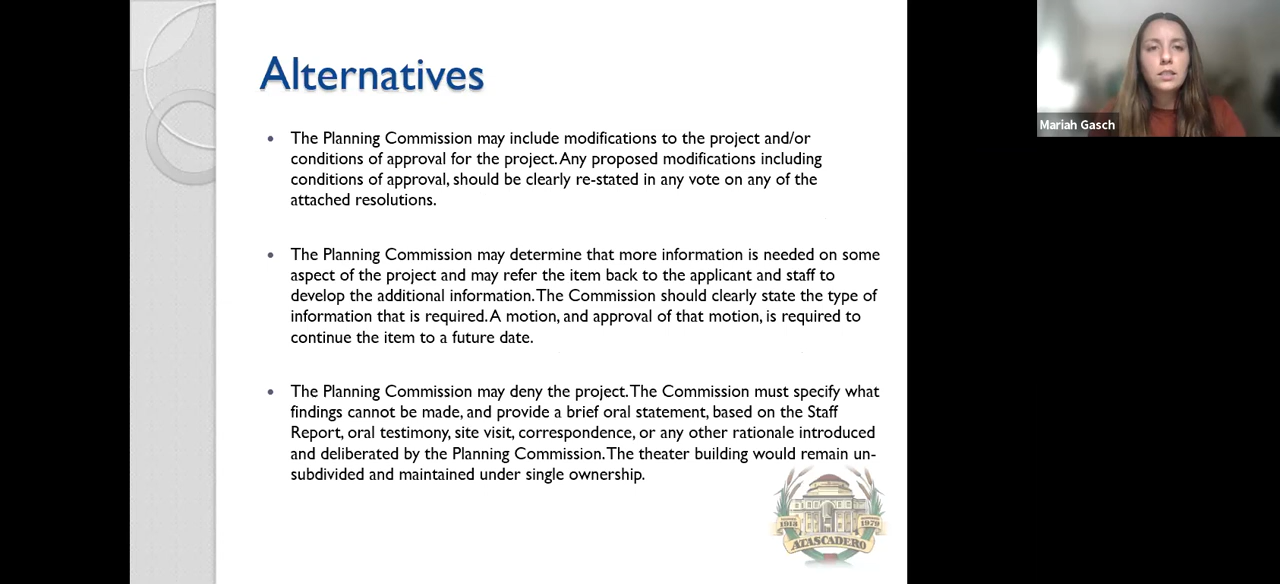 Alternatives
• The Planning Commission may include modifications to the project and/or
conditions of approval for the project. Any proposed modifications including
conditions of approval, should be clearly re-stated in any vote on any of the
attached resolutions.
• The Planning Commission may determine that more information is needed on some
aspect of the project and may refer the item back to the applicant and staff to
develop the additional information. The Commission should clearly state the type of
information that is required. A motion, and approval of that motion, is required to
continue the item to a future date.
• The Planning Commission may deny the project. The Commission must specify what
findings cannot be made, and provide a brief oral statement, based on the Staff
Report, oral testimony, site visit, correspondence, or any other rationale introduced
and deliberated by the Planning Commission. The theater building would remain un-
subdivided and maintained under single ownership.
1913
1979
ATASCADERO
Mariah Gasch